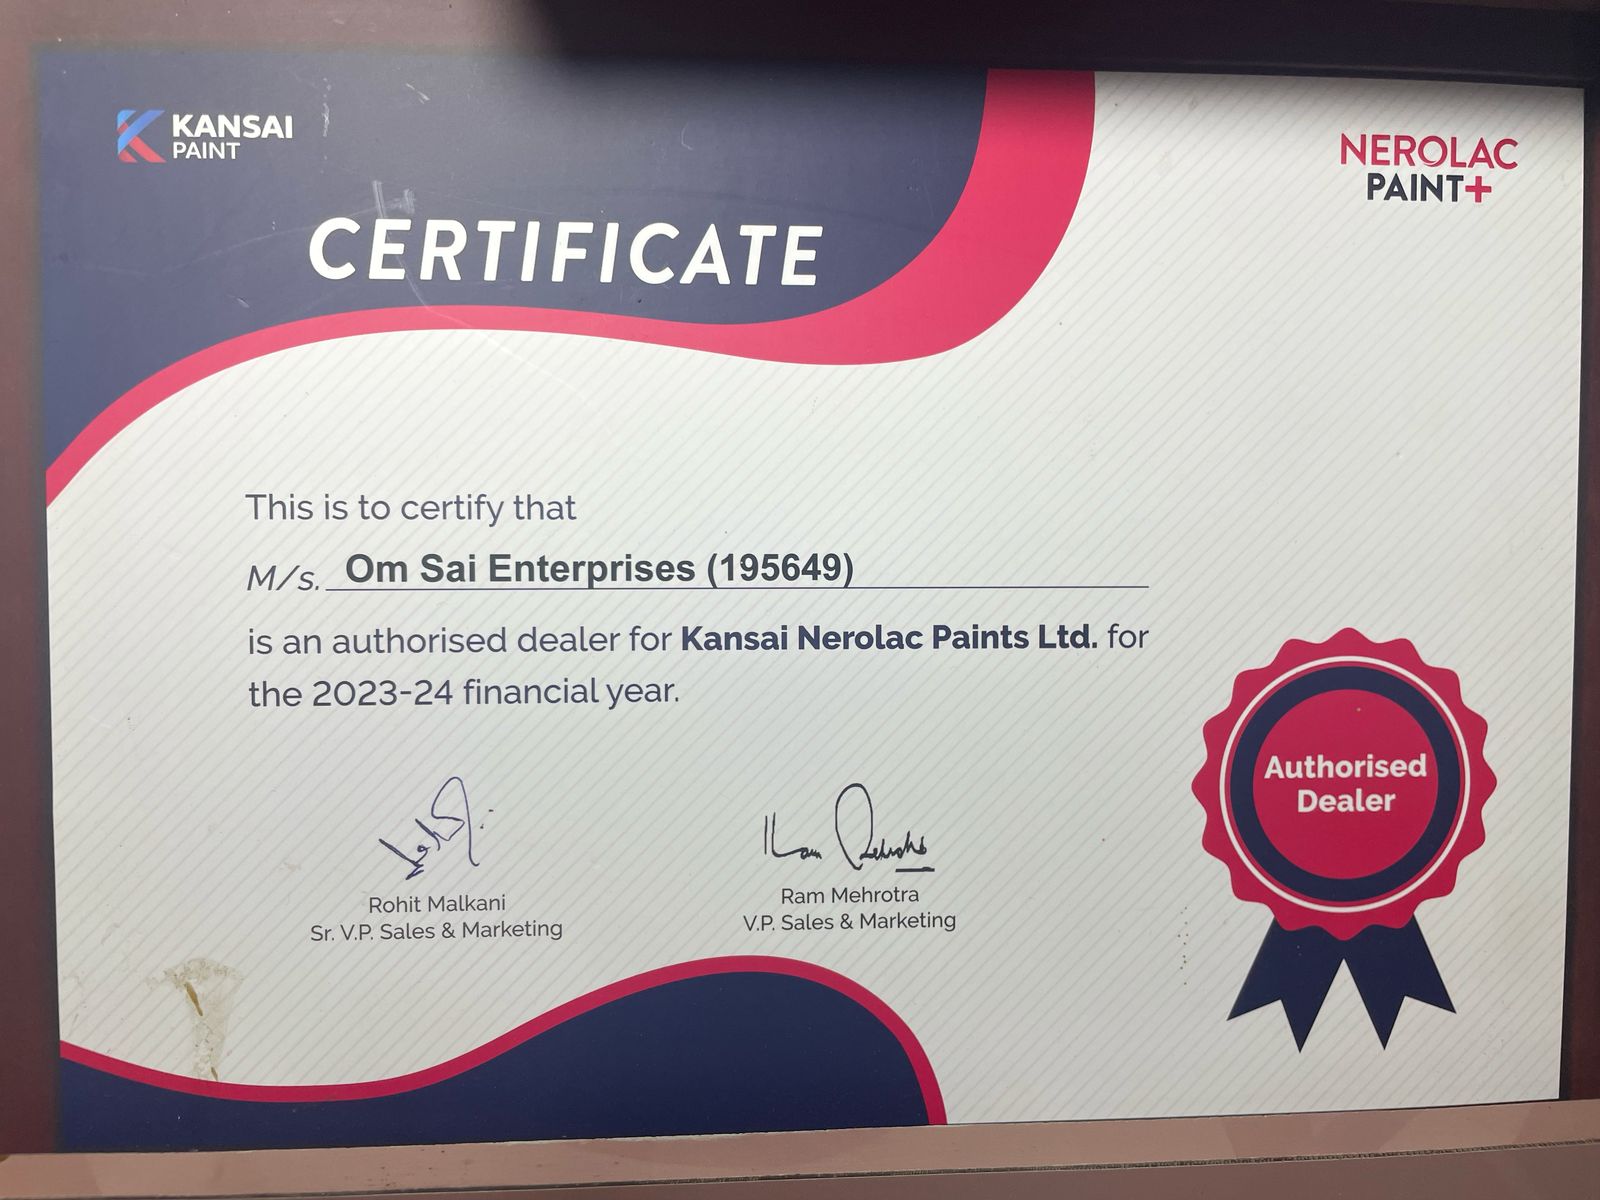 KANSAI
PAINT
NEROLAC
PAINT+
CERTIFICATE
This is to certify that
M/s. Om Sai Enterprises (195649)
is an authorised dealer for Kansai Nerolac Paints Ltd. for
the 2023-24 financial year.
Ram Mehrotra
Rohit Malkani
Sr. V.P. Sales & Marketing
Ram Mehrotra
V.P. Sales & Marketing
Authorised
Dealer